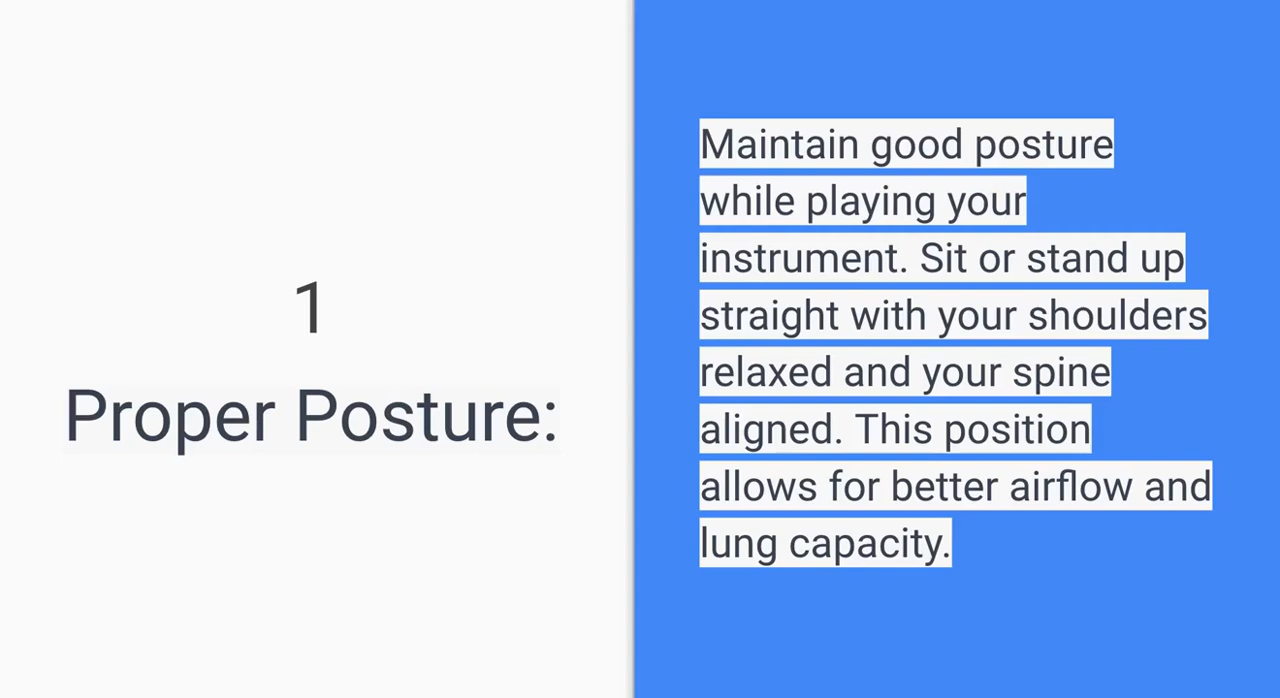 1
Proper Posture:
Maintain good posture
while playing your
instrument. Sit or stand up
straight with your shoulders
relaxed and your spine
aligned. This position
allows for better airflow and
lung capacity.